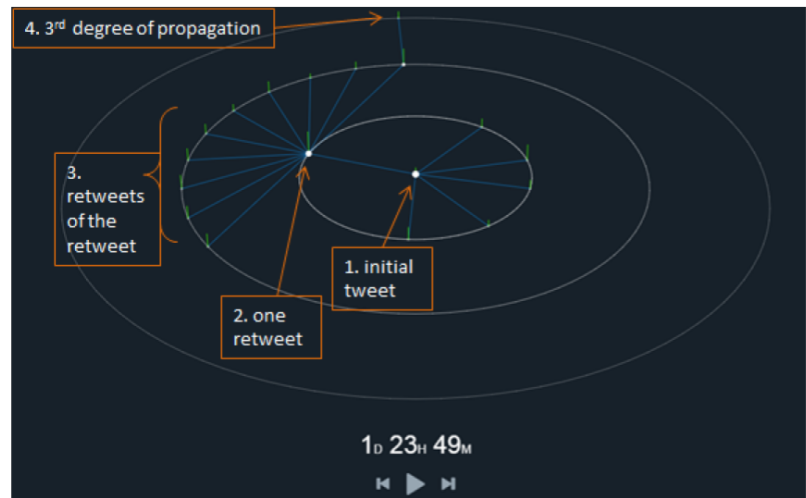 4. 3rd degree of propagation
3.
retweets
of the
retweet
1. initial
tweet
2. one
retweet
1D 23H 49M